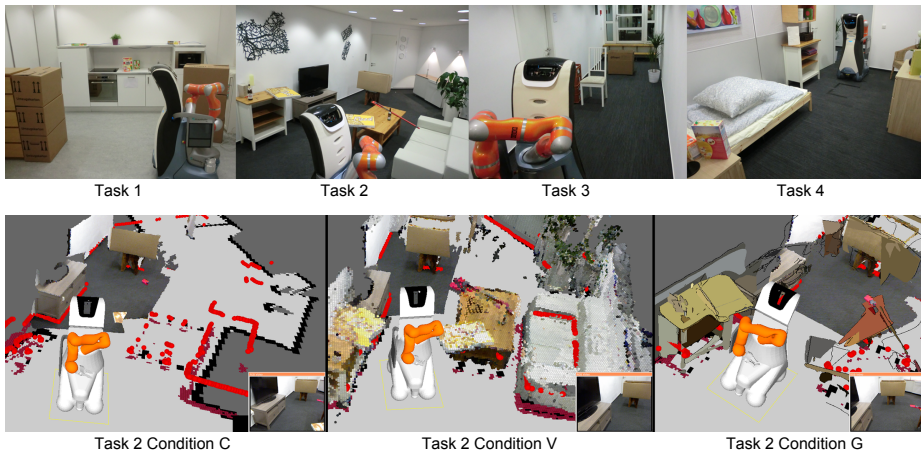 Task 1
Task 2
Task 3
Task 4
Task 2 Condition C
Task 2 Condition V
Task 2 Condition G